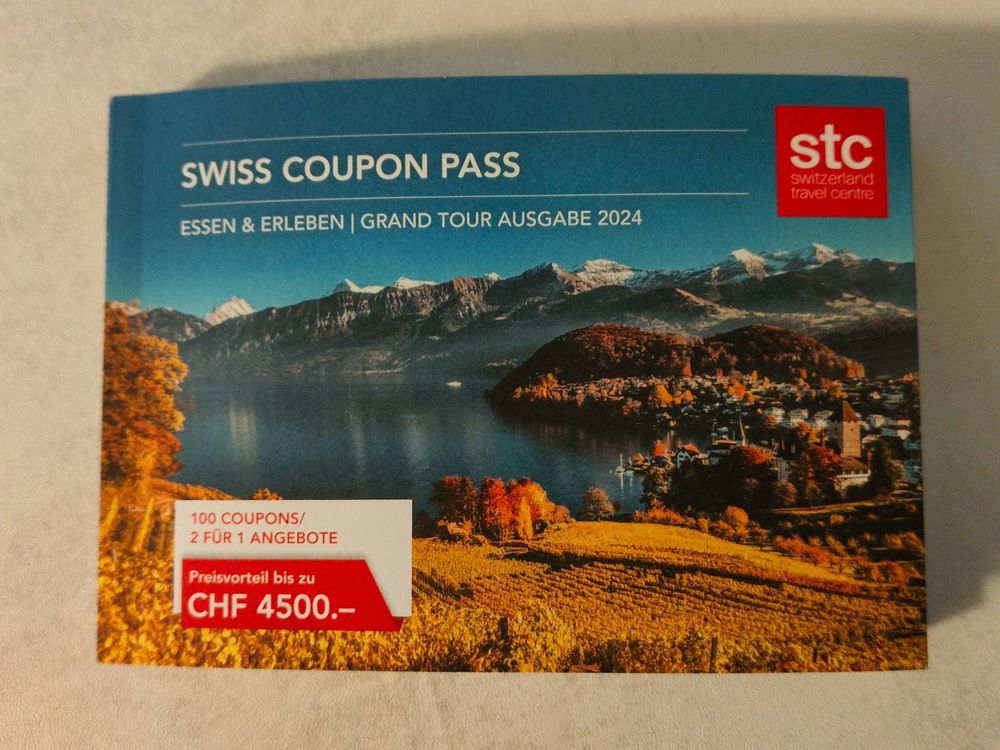 SWISS COUPON PASS
ESSEN & ERLEBEN | GRAND TOUR AUSGABE 2024
stc
switzerland
travel centre
100 COUPONS/
2 FÜR 1 ANGEBOTE
Preisvorteil bis zu
CHF 4500.–